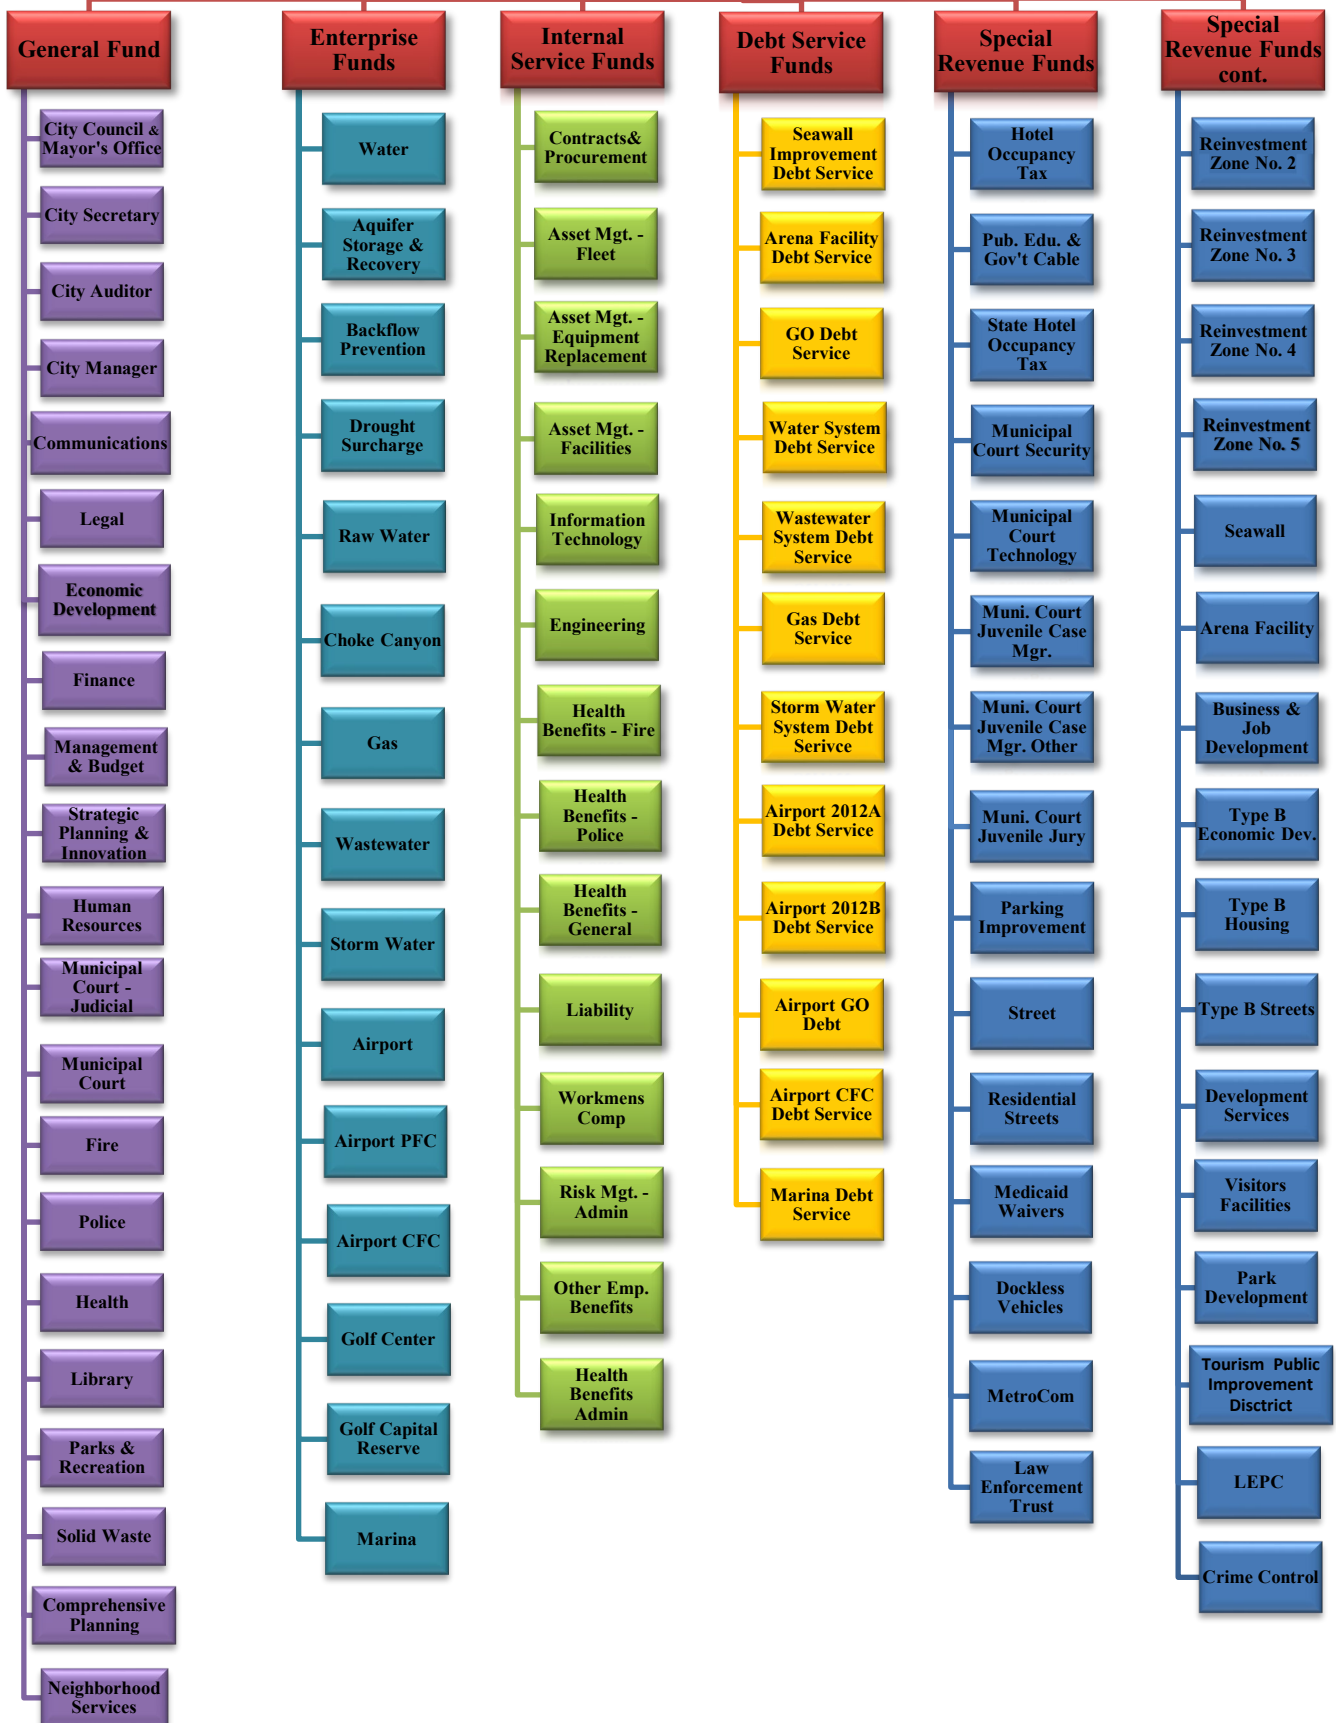 General Fund
City Council &
Mayor's Office
City Secretary
City Auditor
City Manager
Communications
Legal
Economic
Development
Finance
Management
& Budget
Strategic
Planning &
Innovation
Human
Resources
Municipal
Court -
Judicial
Municipal
Court
Fire
Police
Health
Library
Parks &
Recreation
Solid Waste
Comprehensive
Planning
Neighborhood
Services
Enterprise
Funds
Water
Aquifer
Storage &
Recovery
Backflow
Prevention
Drought
Surcharge
Raw Water
Choke Canyon
Gas
Wastewater
Storm Water
Airport
Airport PFC
Airport CFC
Golf Center
Golf Capital
Reserve
Marina
Internal
Service Funds
Contracts&
Procurement
Asset Mgt. -
Fleet
Asset Mgt. -
Equipment
Replacement
Asset Mgt. -
Facilities
Information
Technology
Engineering
Health
Benefits - Fire
Health
Benefits -
Police
Health
Benefits -
General
Liability
Workmens
Comp
Risk Mgt. -
Admin
Other Emp.
Benefits
Health
Benefits
Admin
Debt Service
Funds
Seawall
Improvement
Debt Service
Arena Facility
Debt Service
GO Debt
Service
Water System
Debt Service
Wastewater
System Debt
Service
Gas Debt
Service
Storm Water
System Debt
Serivce
Airport 2012A
Debt Service
Airport 2012B
Debt Service
Airport GO
Debt
Airport CFC
Debt Service
Marina Debt
Service
Special
Revenue Funds
Hotel
Occupancy
Tax
Pub. Edu. &
Gov't Cable
State Hotel
Occupancy
Tax
Municipal
Court Security
Municipal
Court
Technology
Muni. Court
Juvenile Case
Mgr.
Muni. Court
Juvenile Case
Mgr. Other
Muni. Court
Juvenile Jury
Parking
Improvement
Street
Residential
Streets
Medicaid
Waivers
Dockless
Vehicles
MetroCom
Law
Enforcement
Trust
Special
Revenue Funds
cont.
Reinvestment
Zone No. 2
Reinvestment
Zone No. 3
Reinvestment
Zone No. 4
Reinvestment
Zone No. 5
Seawall
Arena Facility
Business &
Job
Development
Type B
Economic Dev.
Type B
Housing
Type B Streets
Development
Services
Visitors
Facilities
Park
Development
Tourism Public
Improvement
Disctrict
LEPC
Crime Control